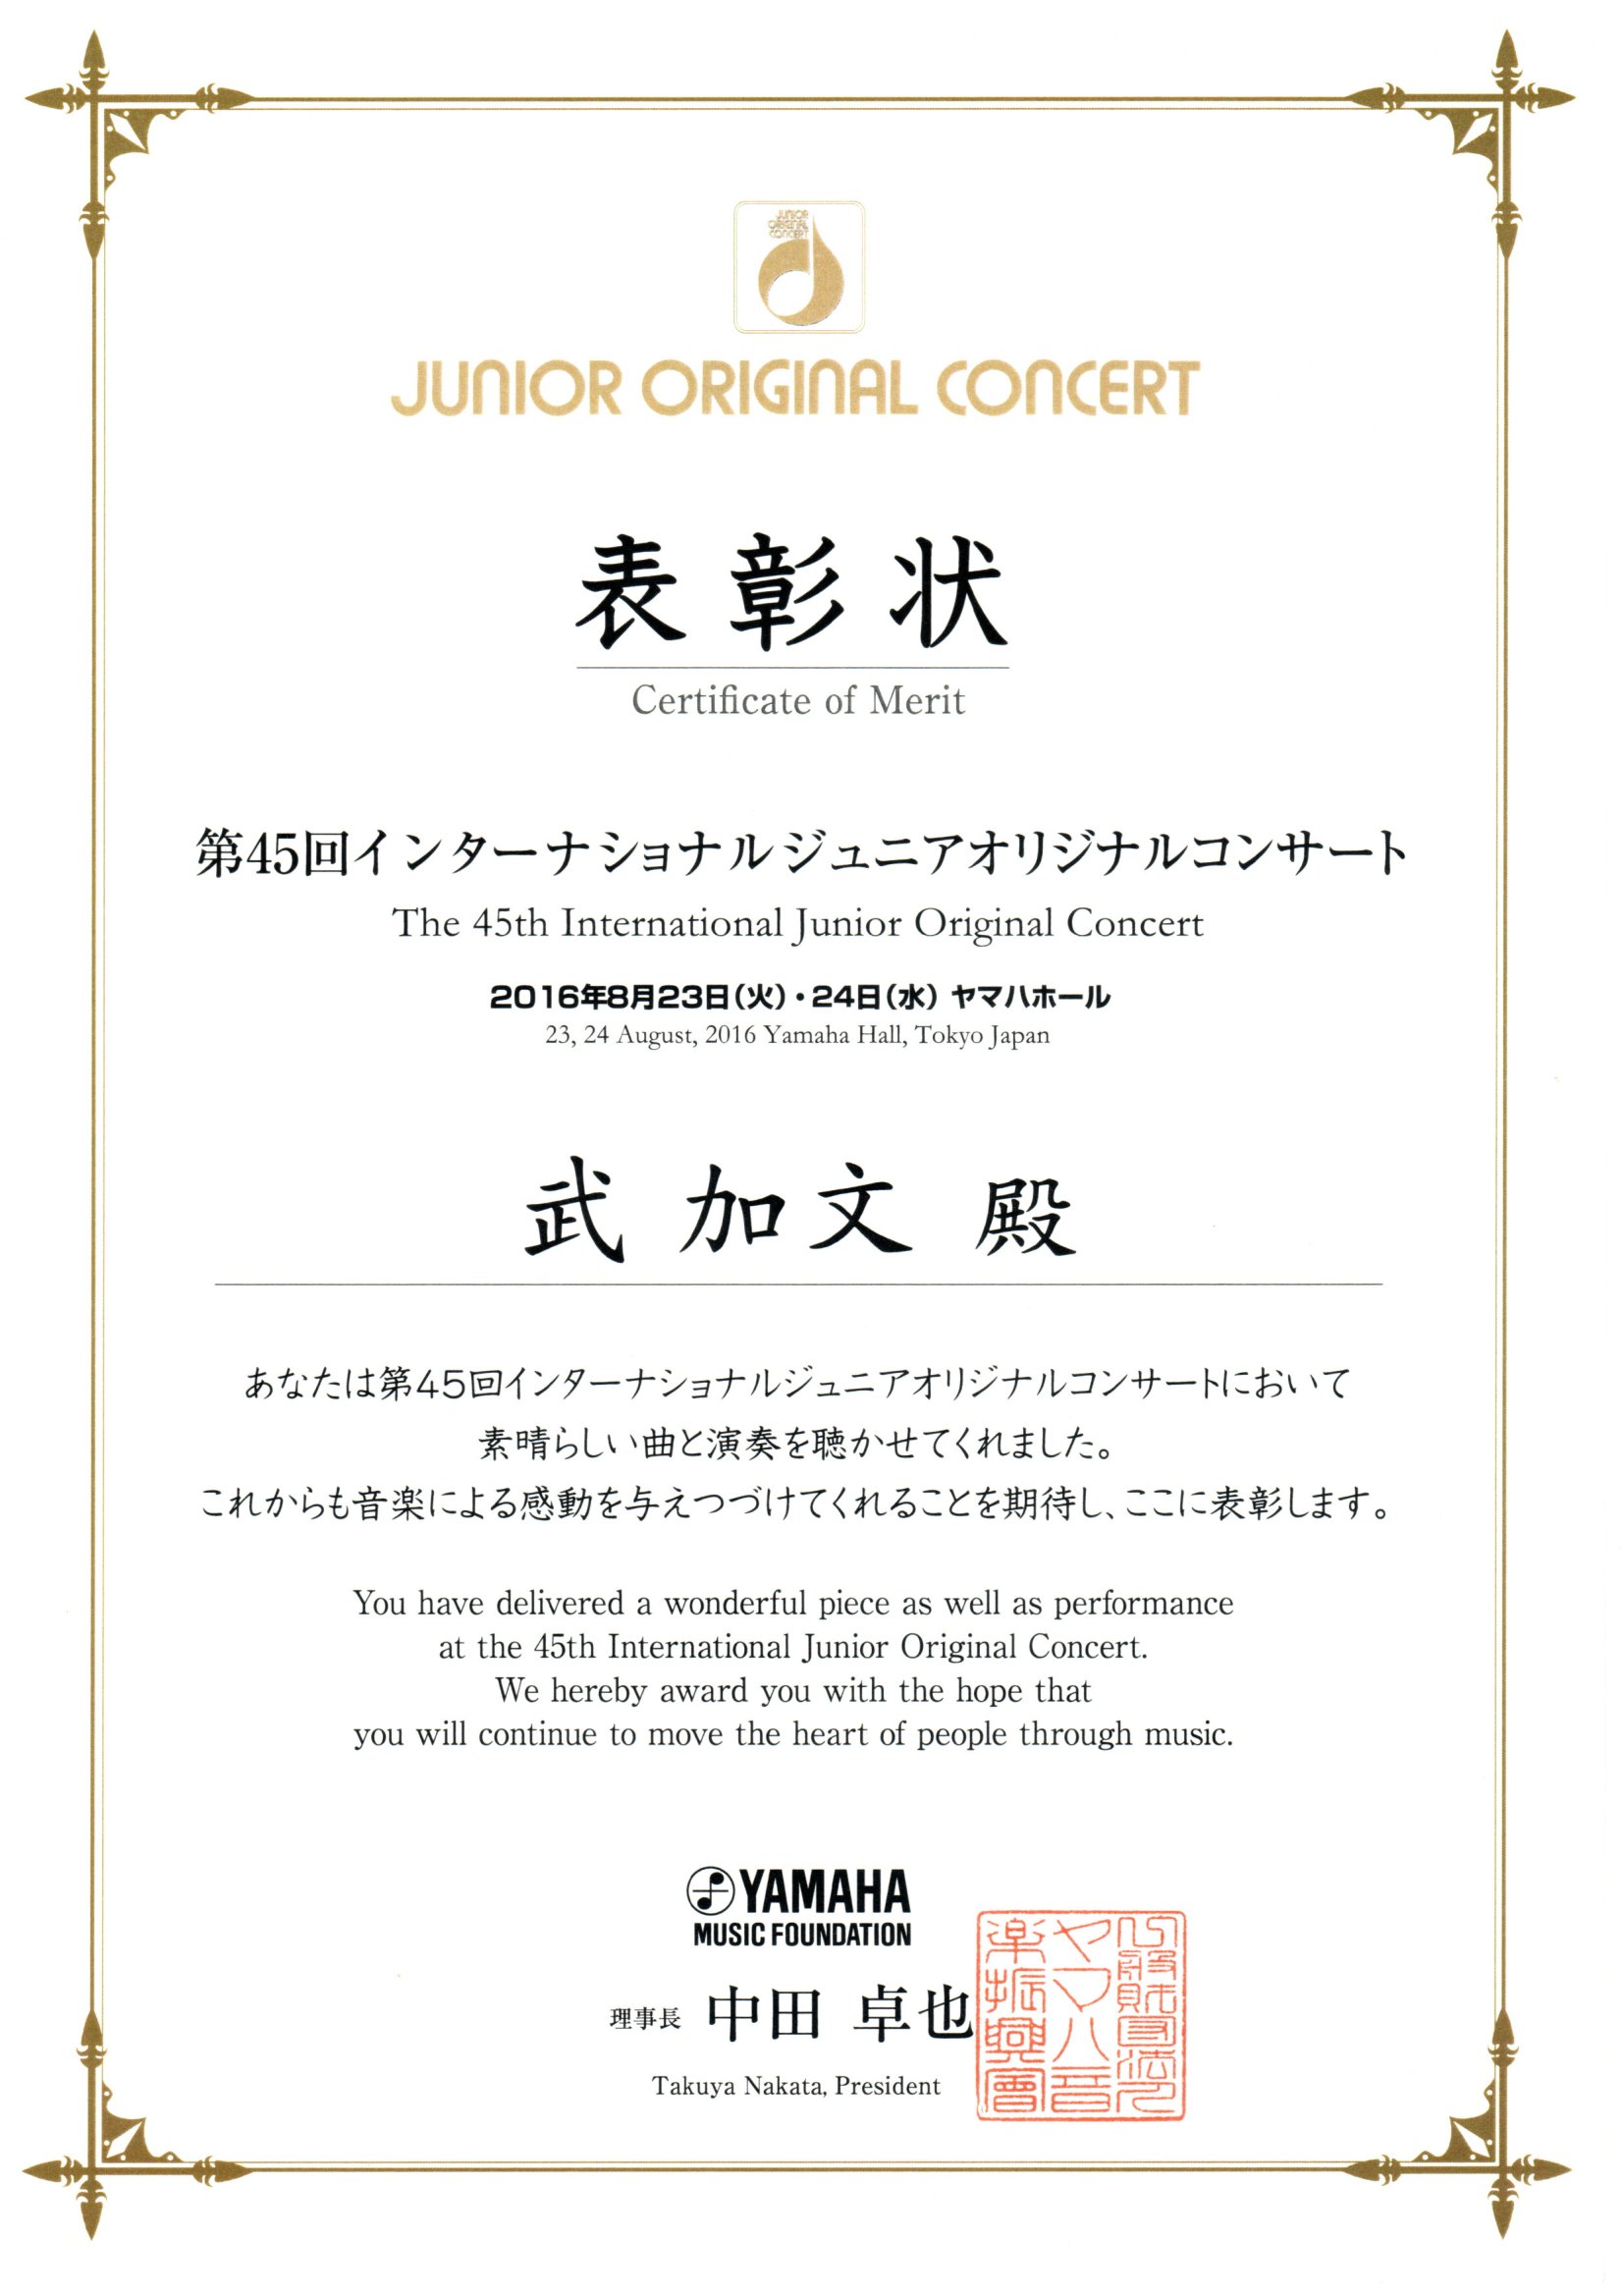 JUNIOR
ORIGINAL
CONCERT
JUNIOR ORIGINAL CONCERT
表彰状
Certificate of Merit
第45回インターナショナルジュニアオリジナルコンサート
The 45th International Junior Original Concert
2016年8月23日(火)・24日(水) ヤマハホール
23, 24 August, 2016 Yamaha Hall, Tokyo Japan
武 加文 殿
あなたは第45回インターナショナルジュニアオリジナルコンサートにおいて
素晴らしい曲と演奏を聴かせてくれました。
これからも音楽による感動を与えつづけてくれることを期待し、ここに表彰します。
You have delivered a wonderful piece as well as performance
at the 45th International Junior Original Concert.
We hereby award you with the hope that
you will continue to move the heart of people through music.
YAMAHA
MUSIC FOUNDATION
理事長 中田 卓也
Takuya Nakata, President
一般財団法人
ヤマハ音
楽振興会